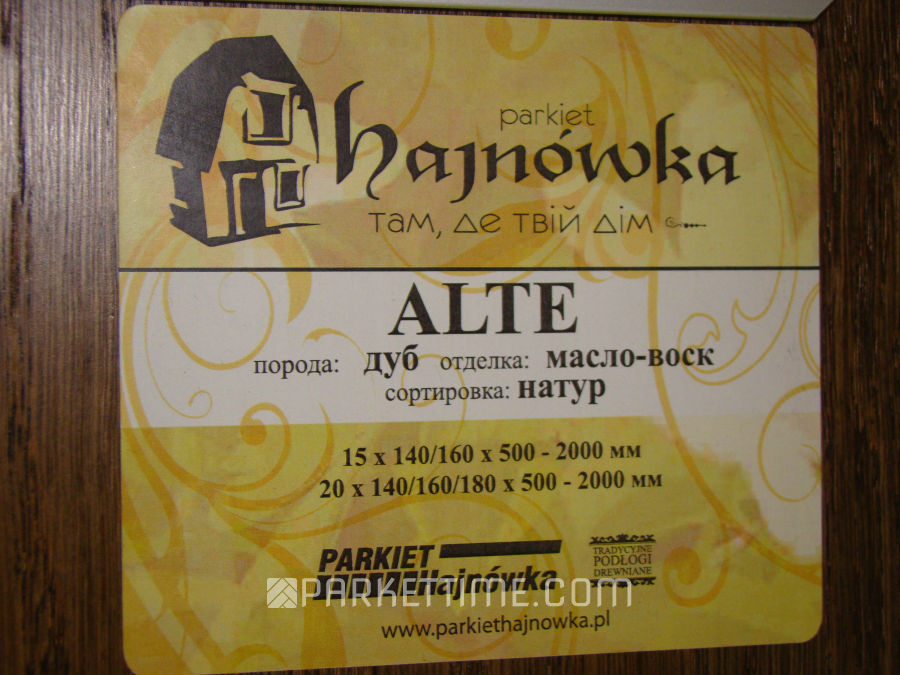 parkiet
hajnówka
там, де твій дім
ALTE
порода: дуб отделка: масло-воск
сортировка: натур
15 x 140/160 x 500 - 2000 мм
20 x 140/160/180 x 500 - 2000 мм
PARKIET
Hajnówka
TRADYCYJNE
PODŁOGI
DREWNIANE
PARKETTIME.COM
www.parkiethajnowka.pl